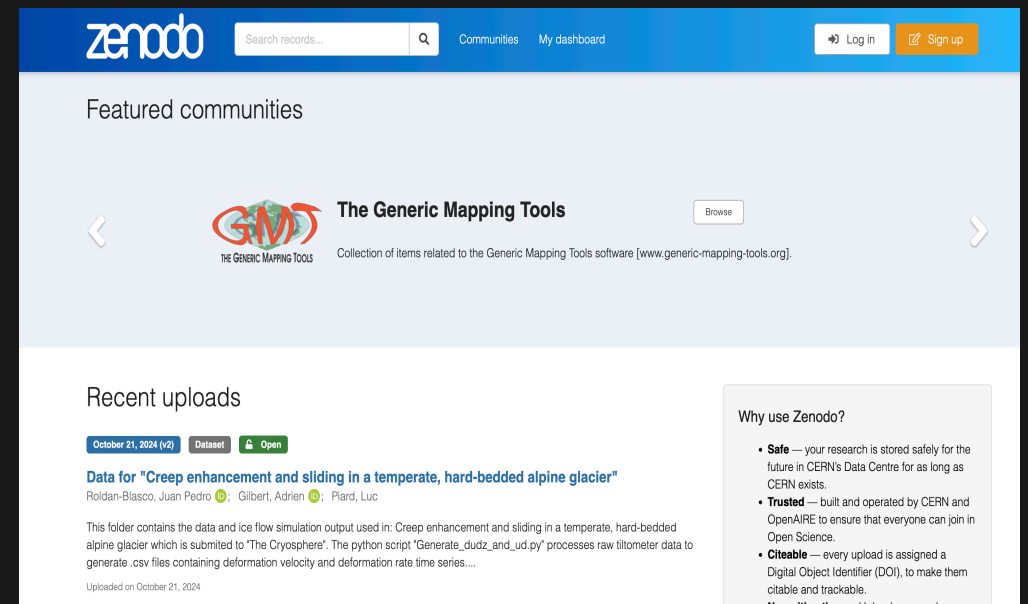 zenodo
Search records...
Communities
My dashboard
Log in
Sign up
Featured communities
GMT
THE GENERIC MAPPING TOOLS
The Generic Mapping Tools
Browse
Collection of items related to the Generic Mapping Tools software [www.generic-mapping-tools.org].
Recent uploads
October 21, 2024 (v2)
Dataset
Open
Data for "Creep enhancement and sliding in a temperate, hard-bedded alpine glacier"
Roldan-Blasco, Juan Pedro iD; Gilbert, Adrien iD; Piard, Luc
This folder contains the data and ice flow simulation output used in: Creep enhancement and sliding in a temperate, hard-bedded
alpine glacier which is submited to "The Cryosphere". The python script "Generate_dudz_and_ud.py" processes raw tiltometer data to
generate .csv files containing deformation velocity and deformation rate time series....
Uploaded on October 21, 2024
Why use Zenodo?
• Safe — your research is stored safely for the
future in CERN's Data Centre for as long as
CERN exists.
• Trusted — built and operated by CERN and
OpenAIRE to ensure that everyone can join in
Open Science.
• Citeable — every upload is assigned a
Digital Object Identifier (DOI), to make them
citable and trackable.